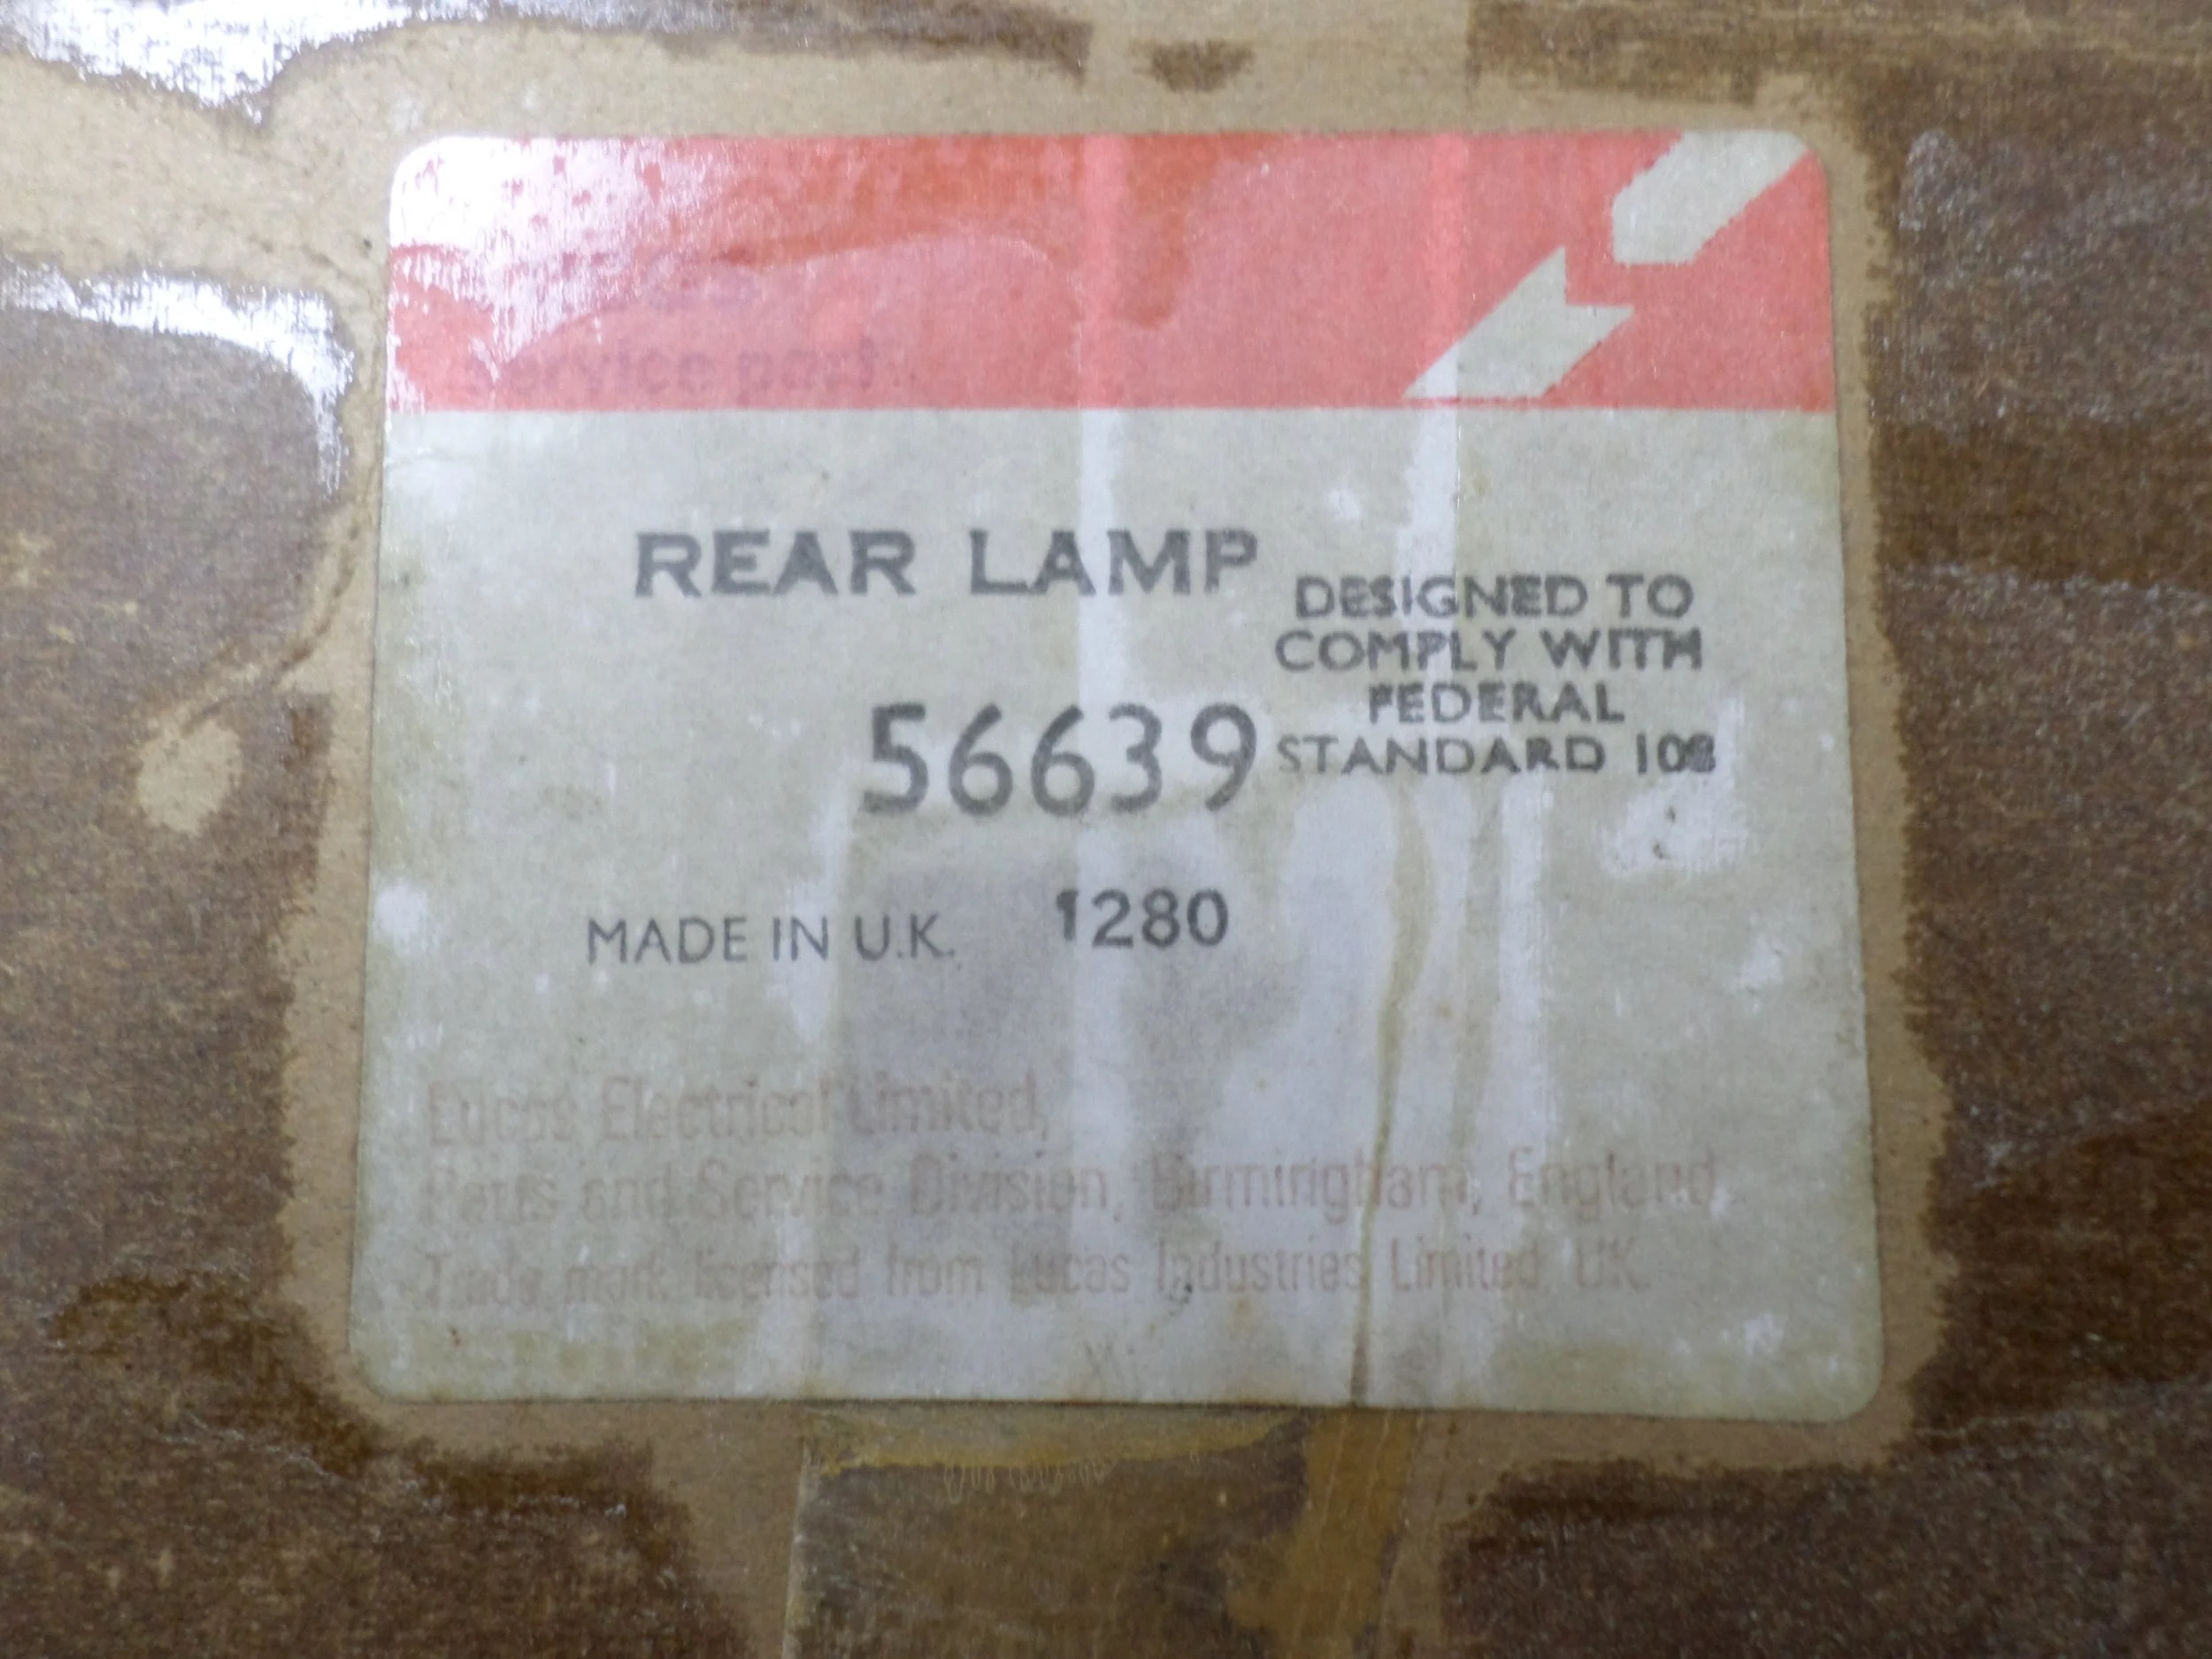 service part
REAR LAMP
DESIGNED TO
COMPLY WITH
FEDERAL
STANDARD 108
56639
MADE IN U.K. 1280
Lucas Electrical Limited,
Parts and Service Division, Birmingham, England
Trade mark licensed from Lucas Industries Limited, UK